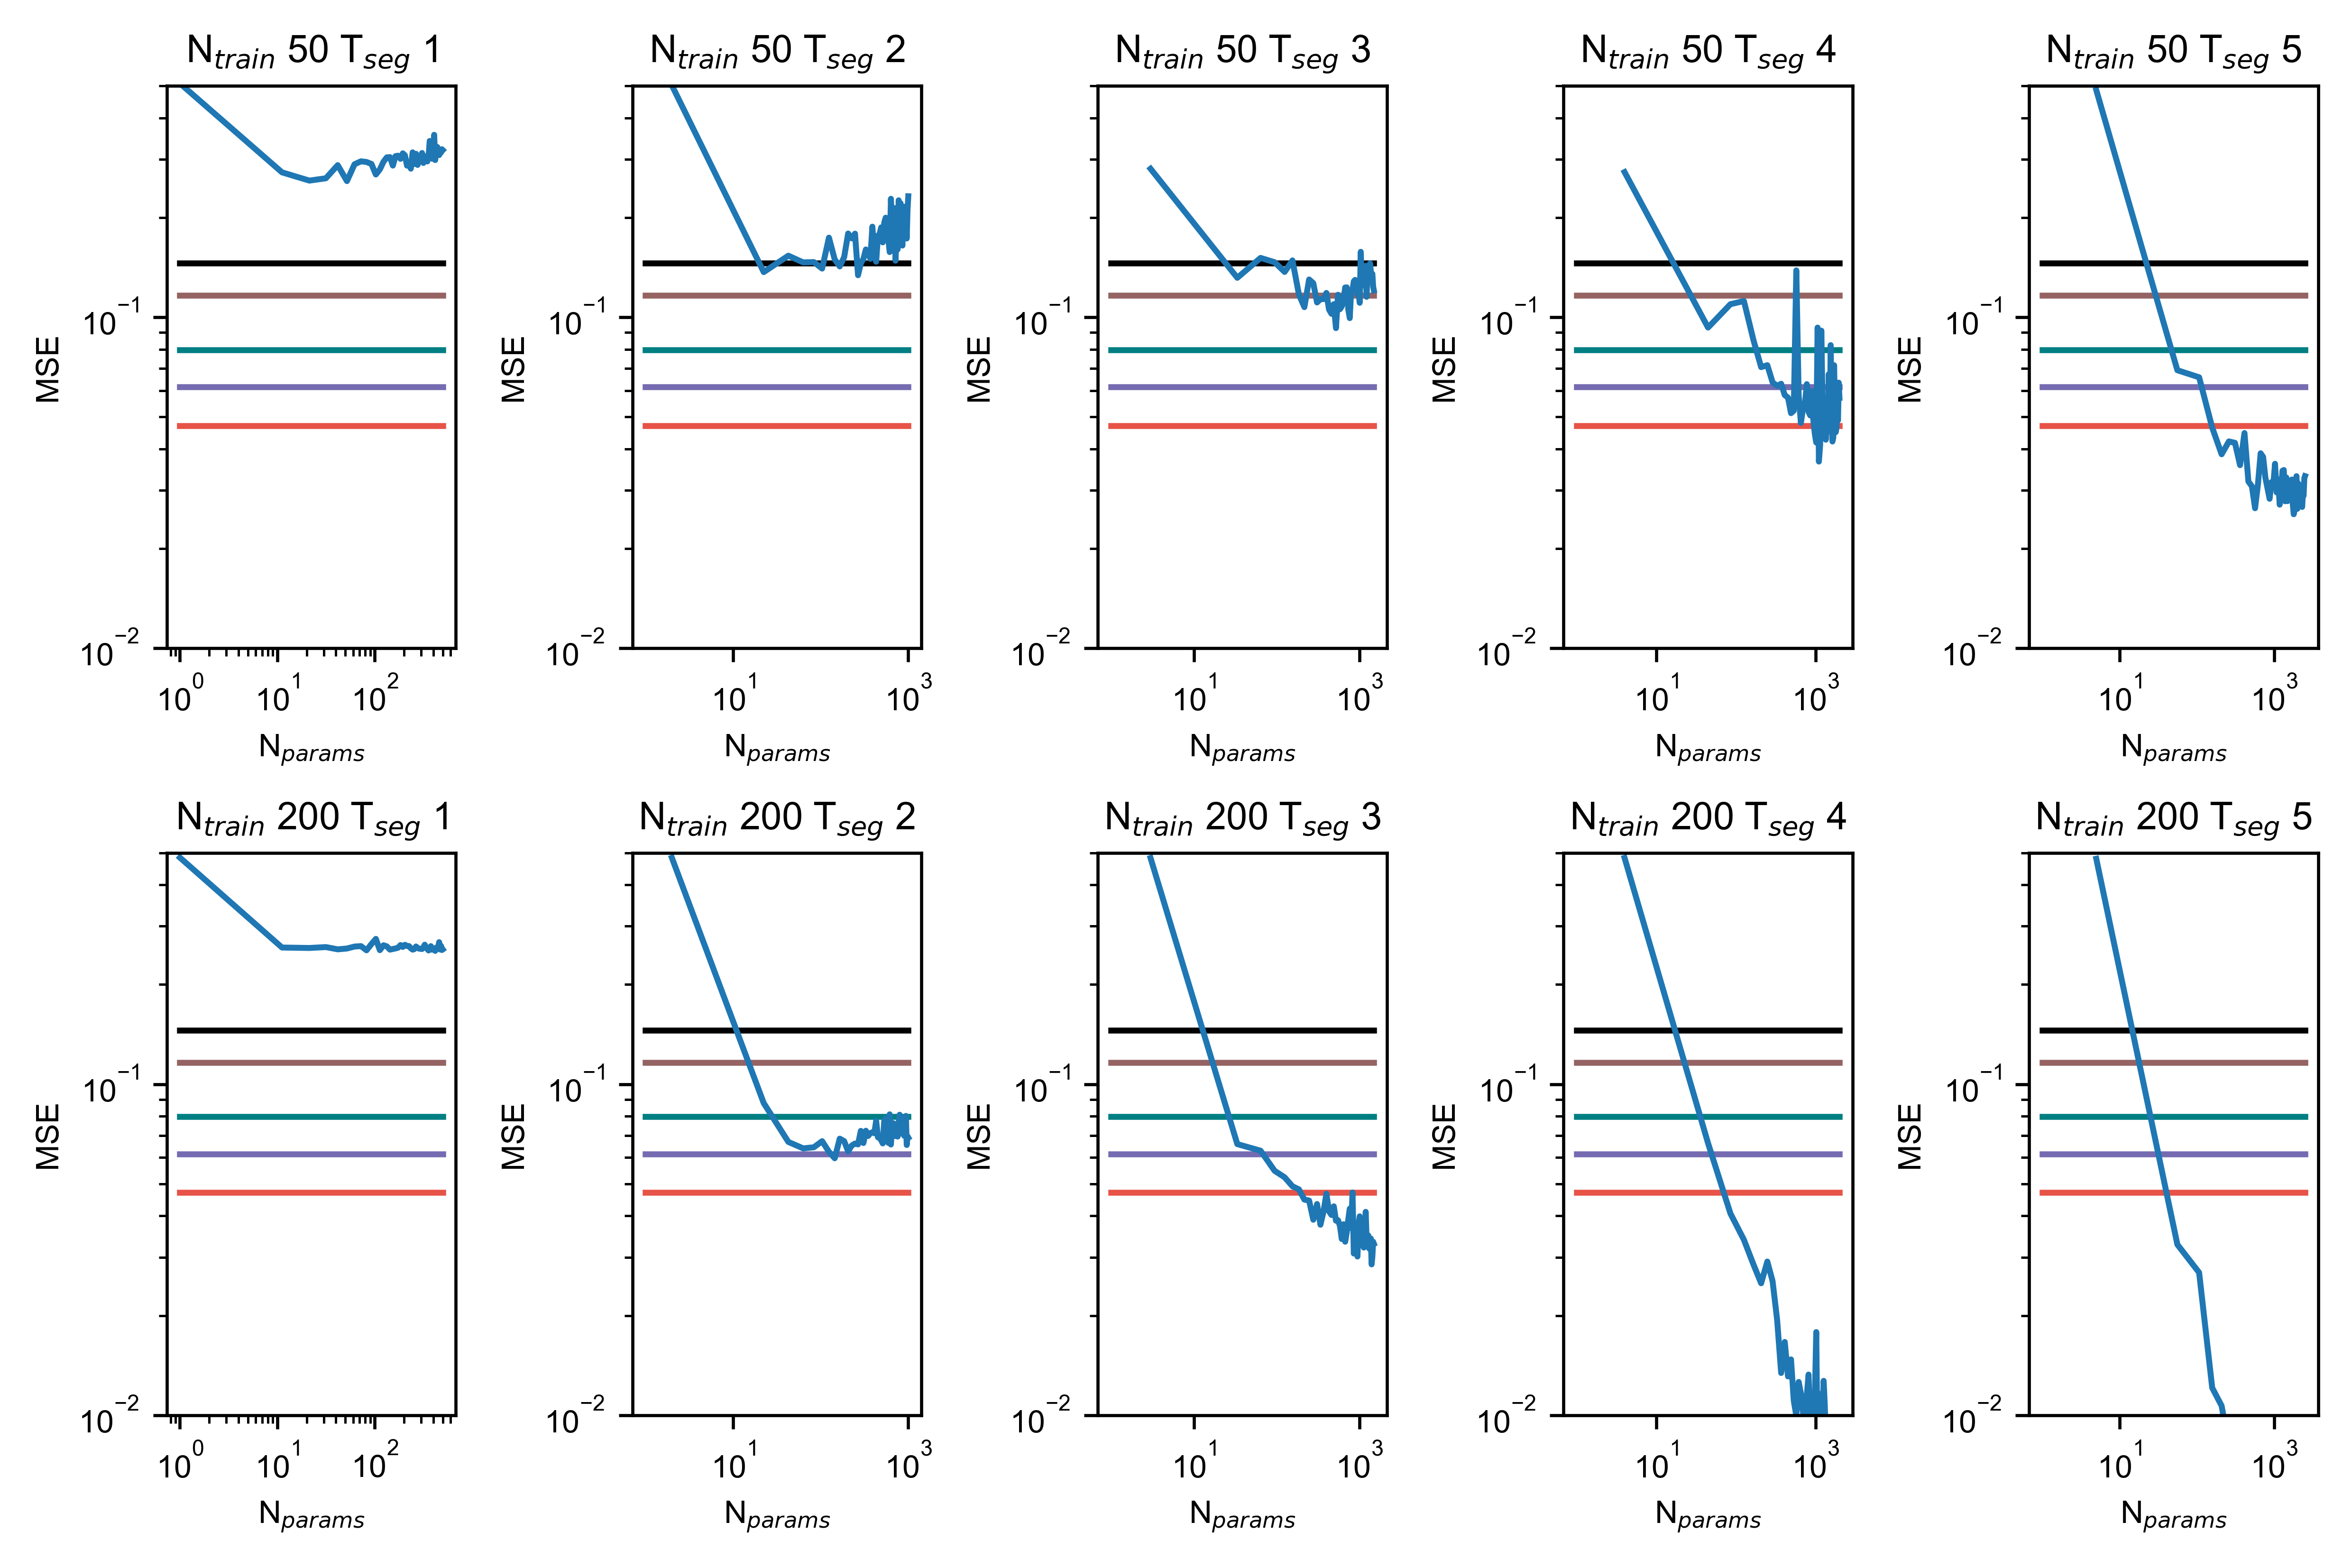 N_train 50 T_seg 1
N_train 50 T_seg 2
N_train 50 T_seg 3
N_train 50 T_seg 4
N_train 50 T_seg 5
MSE
10^−1
10^−2
10^0 10^1 10^2
N_params
MSE
10^−1
10^−2
10^1 10^3
N_params
MSE
10^−1
10^−2
10^1 10^3
N_params
MSE
10^−1
10^−2
10^1 10^3
N_params
MSE
10^−1
10^−2
10^1 10^3
N_params
N_train 200 T_seg 1
N_train 200 T_seg 2
N_train 200 T_seg 3
N_train 200 T_seg 4
N_train 200 T_seg 5
MSE
10^−1
10^−2
10^0 10^1 10^2
N_params
MSE
10^−1
10^−2
10^1 10^3
N_params
MSE
10^−1
10^−2
10^1 10^3
N_params
MSE
10^−1
10^−2
10^1 10^3
N_params
MSE
10^−1
10^−2
10^1 10^3
N_params